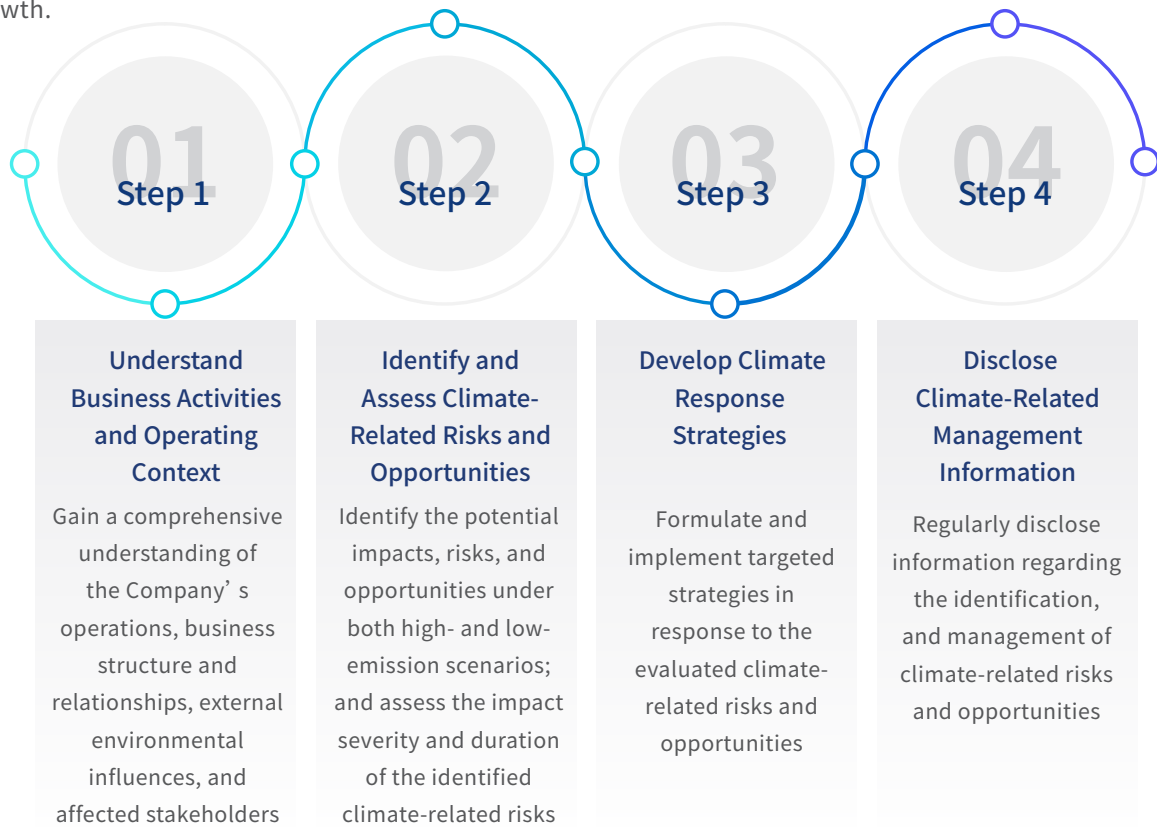 wth.
01
Step 1
02
Step 2
03
Step 3
04
Step 4
Understand
Business Activities
and Operating
Context
Gain a comprehensive
understanding of
the Company’ s
operations, business
structure and
relationships, external
environmental
influences, and
affected stakeholders
Identify and
Assess Climate-
Related Risks and
Opportunities
Identify the potential
impacts, risks, and
opportunities under
both high- and low-
emission scenarios;
and assess the impact
severity and duration
of the identified
climate-related risks
Develop Climate
Response
Strategies
Formulate and
implement targeted
strategies in
response to the
evaluated climate-
related risks and
opportunities
Disclose
Climate-Related
Management
Information
Regularly disclose
information regarding
the identification,
and management of
climate-related risks
and opportunities